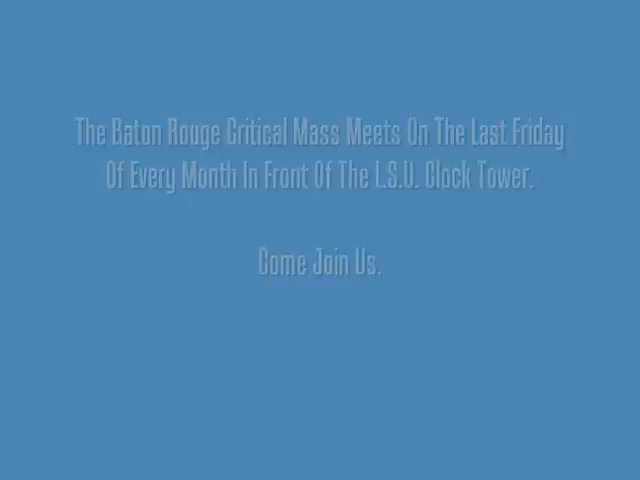 The Baton Rouge Critical Mass Meets On The Last Friday
Of Every Month In Front Of The L.S.U. Clock Tower.
Come Join Us.